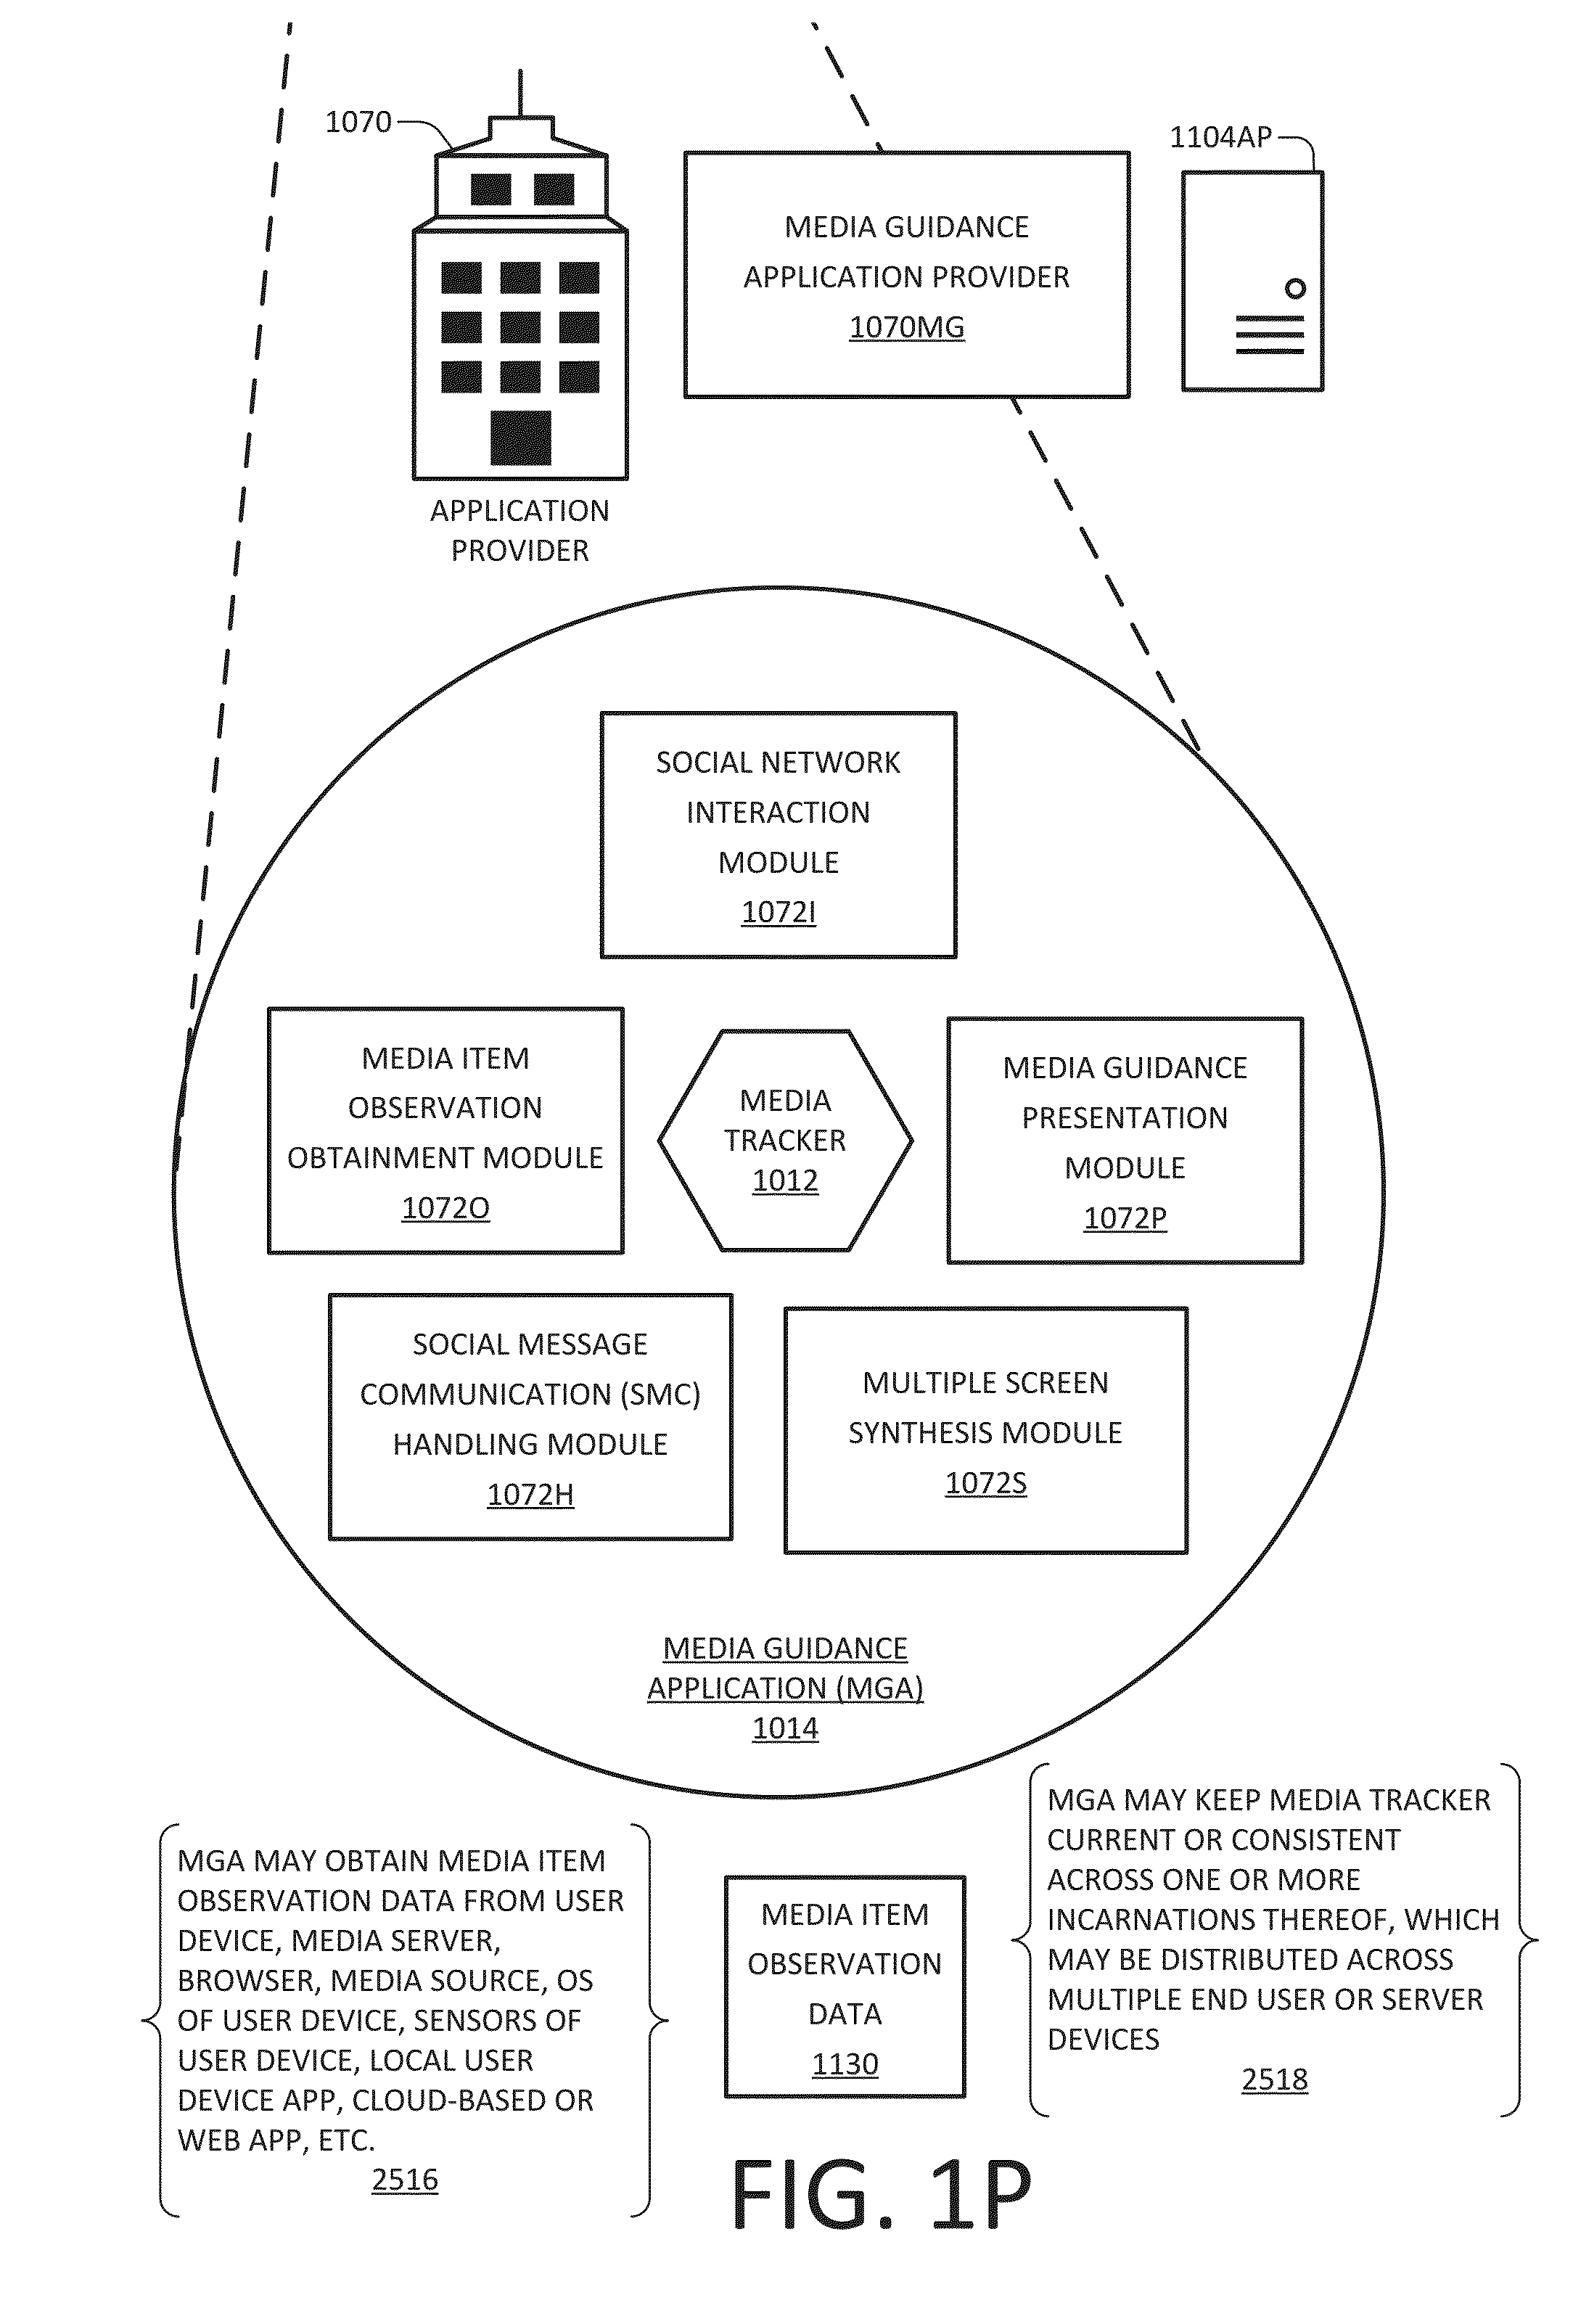 1070
1104AP
MEDIA GUIDANCE
APPLICATION PROVIDER
1070MG
APPLICATION
PROVIDER
SOCIAL NETWORK
INTERACTION
MODULE
1072I
MEDIA ITEM
OBSERVATION
OBTAINMENT MODULE
1072O
MEDIA
TRACKER
1012
MEDIA GUIDANCE
PRESENTATION
MODULE
1072P
SOCIAL MESSAGE
COMMUNICATION (SMC)
HANDLING MODULE
1072H
MULTIPLE SCREEN
SYNTHESIS MODULE
1072S
MEDIA GUIDANCE
APPLICATION (MGA)
1014
MGA MAY OBTAIN MEDIA ITEM
OBSERVATION DATA FROM USER
DEVICE, MEDIA SERVER,
BROWSER, MEDIA SOURCE, OS
OF USER DEVICE, SENSORS OF
USER DEVICE, LOCAL USER
DEVICE APP, CLOUD-BASED OR
WEB APP, ETC.
2516
MEDIA ITEM
OBSERVATION
DATA
1130
MGA MAY KEEP MEDIA TRACKER
CURRENT OR CONSISTENT
ACROSS ONE OR MORE
INCARNATIONS THEREOF, WHICH
MAY BE DISTRIBUTED ACROSS
MULTIPLE END USER OR SERVER
DEVICES
2518
FIG. 1P